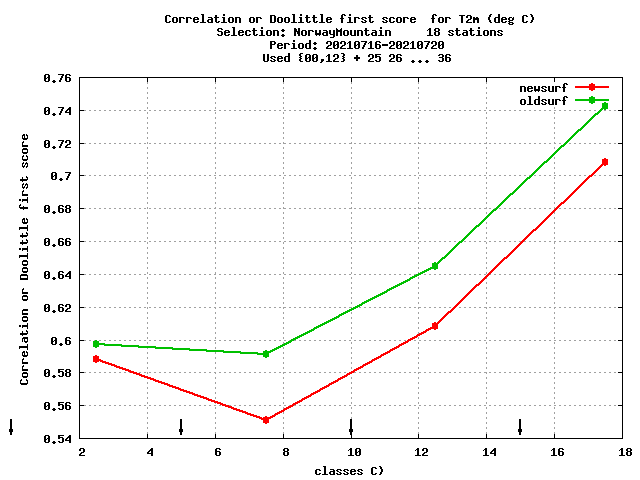 Correlation or Doolittle first score  for T2m (deg C)
Selection: NorwayMountain     18 stations
Period: 20210716-20210720
Used {00,12} + 25 26 ... 36
newsurf
oldsurf
Correlation or Doolittle first score
0.76
0.74
0.72
0.7
0.68
0.66
0.64
0.62
0.6
0.58
0.56
0.54
2 4 6 8 10 12 14 16 18
classes C)